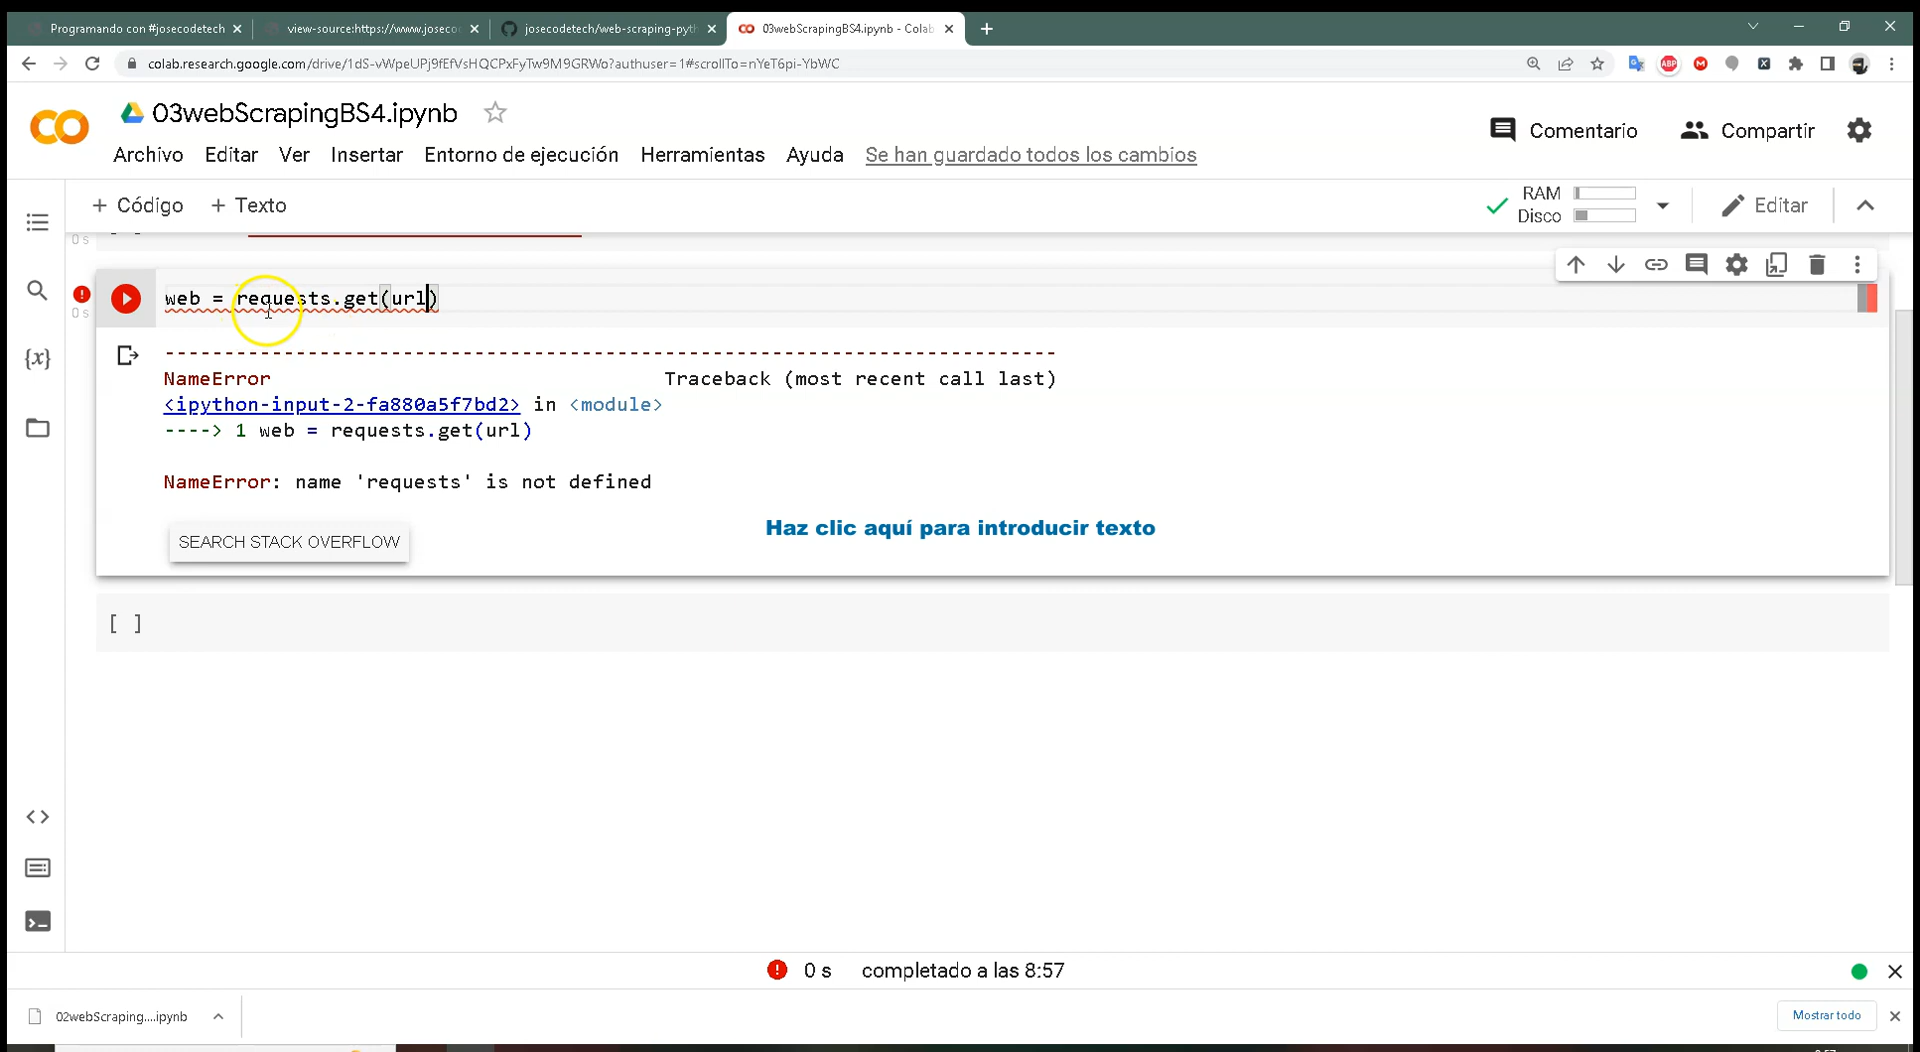 Programando con #josecodetech
view-source:https://www.joseco
josecodetech/web-scraping-pyth
03webScrapingBS4.ipynb - Colab
colab.research.google.com/drive/1dS-vWpeUPj9fEfVsHQCPxFyTw9M9GRWo?authuser=1#scrollTo=nYeT6pi-YbWC
ABP
03webScrapingBS4.ipynb
Comentario
Compartir
Archivo Editar Ver Insertar Entorno de ejecución Herramientas Ayuda Se han guardado todos los cambios
+ Código + Texto
RAM
Disco
Editar
0 s
web = requests.get(url)
0 s
{x}
---------------------------------------------------------------------------
NameError Traceback (most recent call last)
<ipython-input-2-fa880a5f7bd2> in <module>
----> 1 web = requests.get(url)
NameError: name 'requests' is not defined
Haz clic aquí para introducir texto
SEARCH STACK OVERFLOW
[ ]
0 s completado a las 8:57
02webScraping....ipynb
Mostrar todo